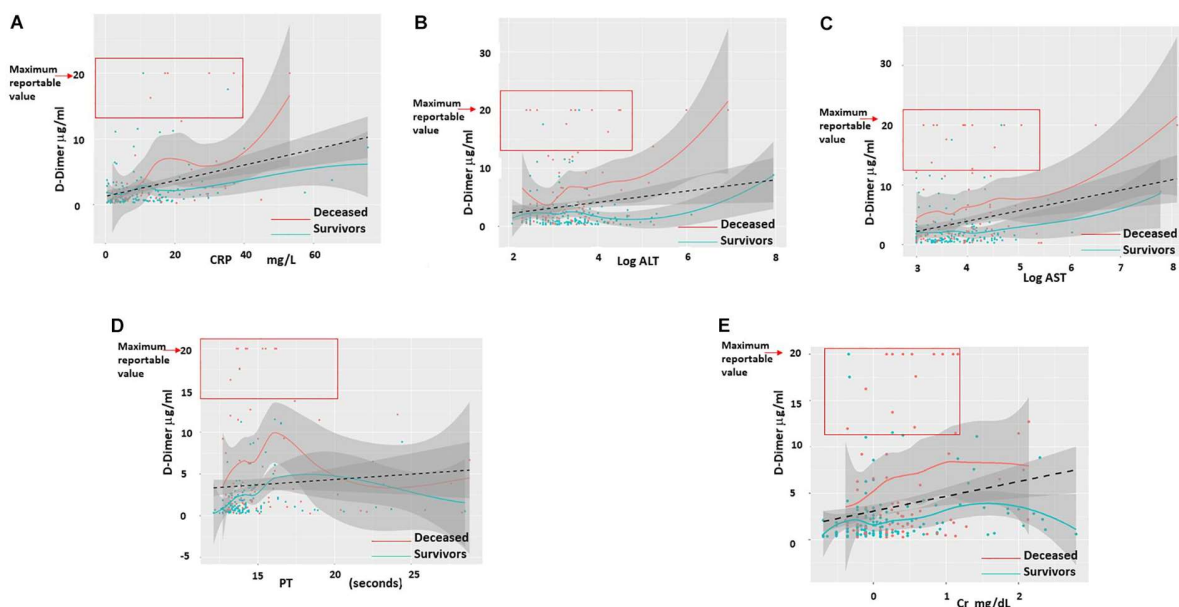 A
Maximum
reportable
value
D-Dimer µg/ml
20
10
0
Deceased
Survivors
0
20
40
60
CRP mg/L
B
Maximum
reportable
value
D-Dimer µg/ml
30
20
10
0
Deceased
Survivors
2
4
6
8
Log ALT
C
Maximum
reportable
value
D-Dimer µg/ml
30
20
10
0
Deceased
Survivors
3
4
5
6
7
8
Log AST
D
Maximum
reportable
value
D-Dimer µg/ml
20
15
10
5
0
-5
Deceased
Survivors
15
20
25
PT (seconds)
E
Maximum
reportable
value
D-Dimer µg/ml
20
15
10
5
0
Deceased
Survivors
0
1
2
Cr mg/dL